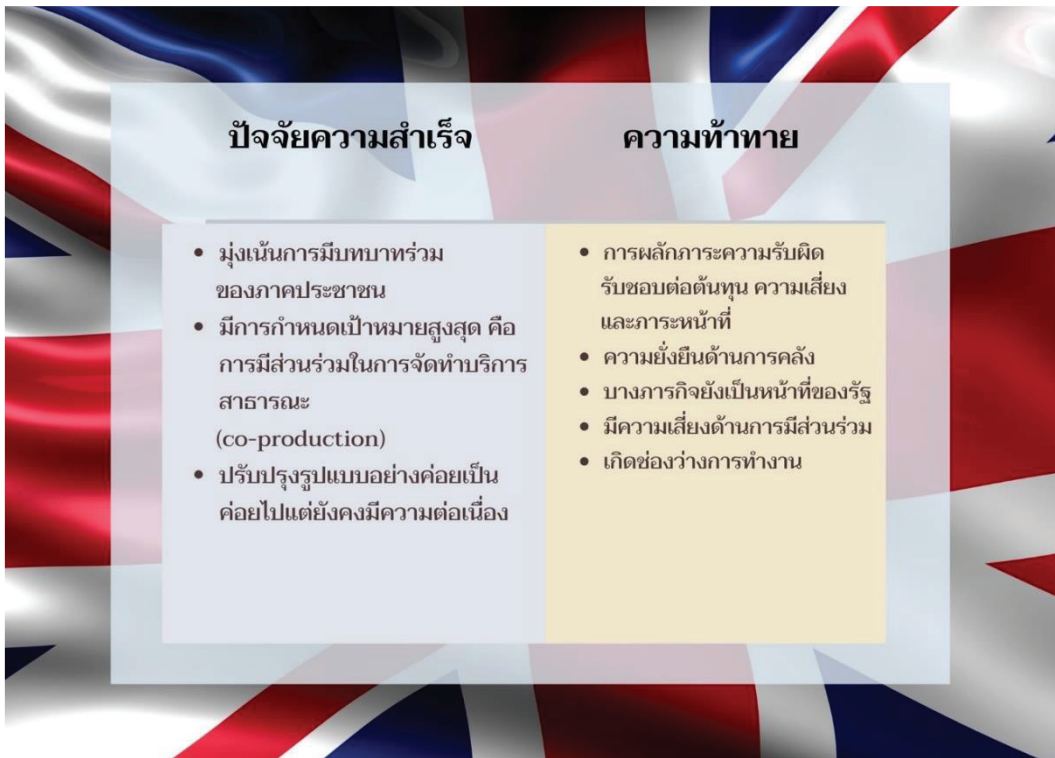 ปัจจัยความสำเร็จ
ความท้าทาย
• มุ่งเน้นการมีบทบาทร่วม
ของภาคประชาชน
• มีการกำหนดเป้าหมายสูงสุด คือ
การมีส่วนร่วมในการจัดทำบริการ
สาธารณะ
(co-production)
• ปรับปรุงรูปแบบอย่างค่อยเป็น
ค่อยไปแต่ยังคงมีความต่อเนื่อง
• การผลักภาระความรับผิด
รับชอบต่อต้นทุน ความเสี่ยง
และภาระหน้าที่
• ความยั่งยืนด้านการคลัง
• บางภารกิจยังเป็นหน้าที่ของรัฐ
• มีความเสี่ยงด้านการมีส่วนร่วม
• เกิดช่องว่างการทำงาน